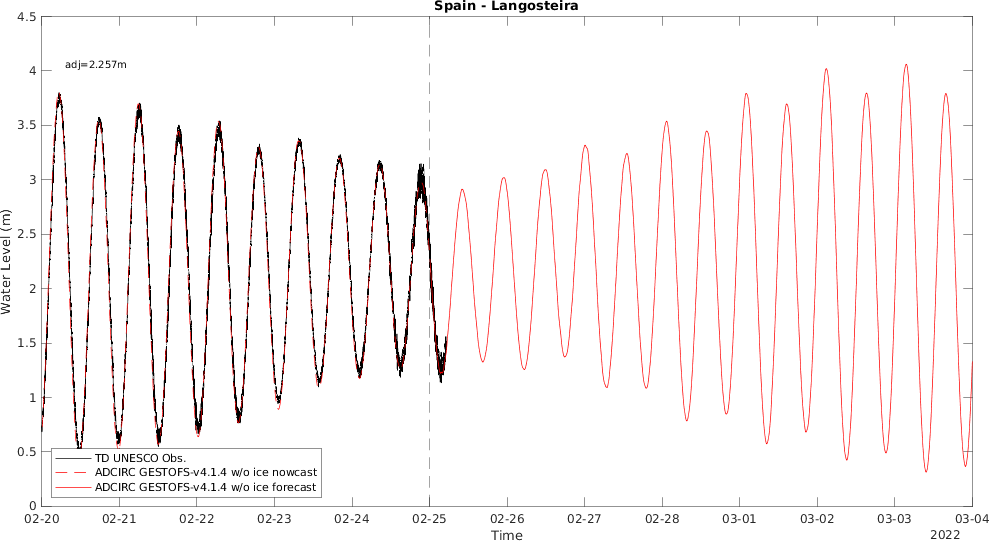 Spain - Langosteira
4.5
4
3.5
3
2.5
2
1.5
1
0.5
0
Water Level (m)
adj=2.257m
TD UNESCO Obs.
ADCIRC GESTOFS-v4.1.4 w/o ice nowcast
ADCIRC GESTOFS-v4.1.4 w/o ice forecast
02-20 02-21 02-22 02-23 02-24 02-25 02-26 02-27 02-28 03-01 03-02 03-03 03-04
Time
2022